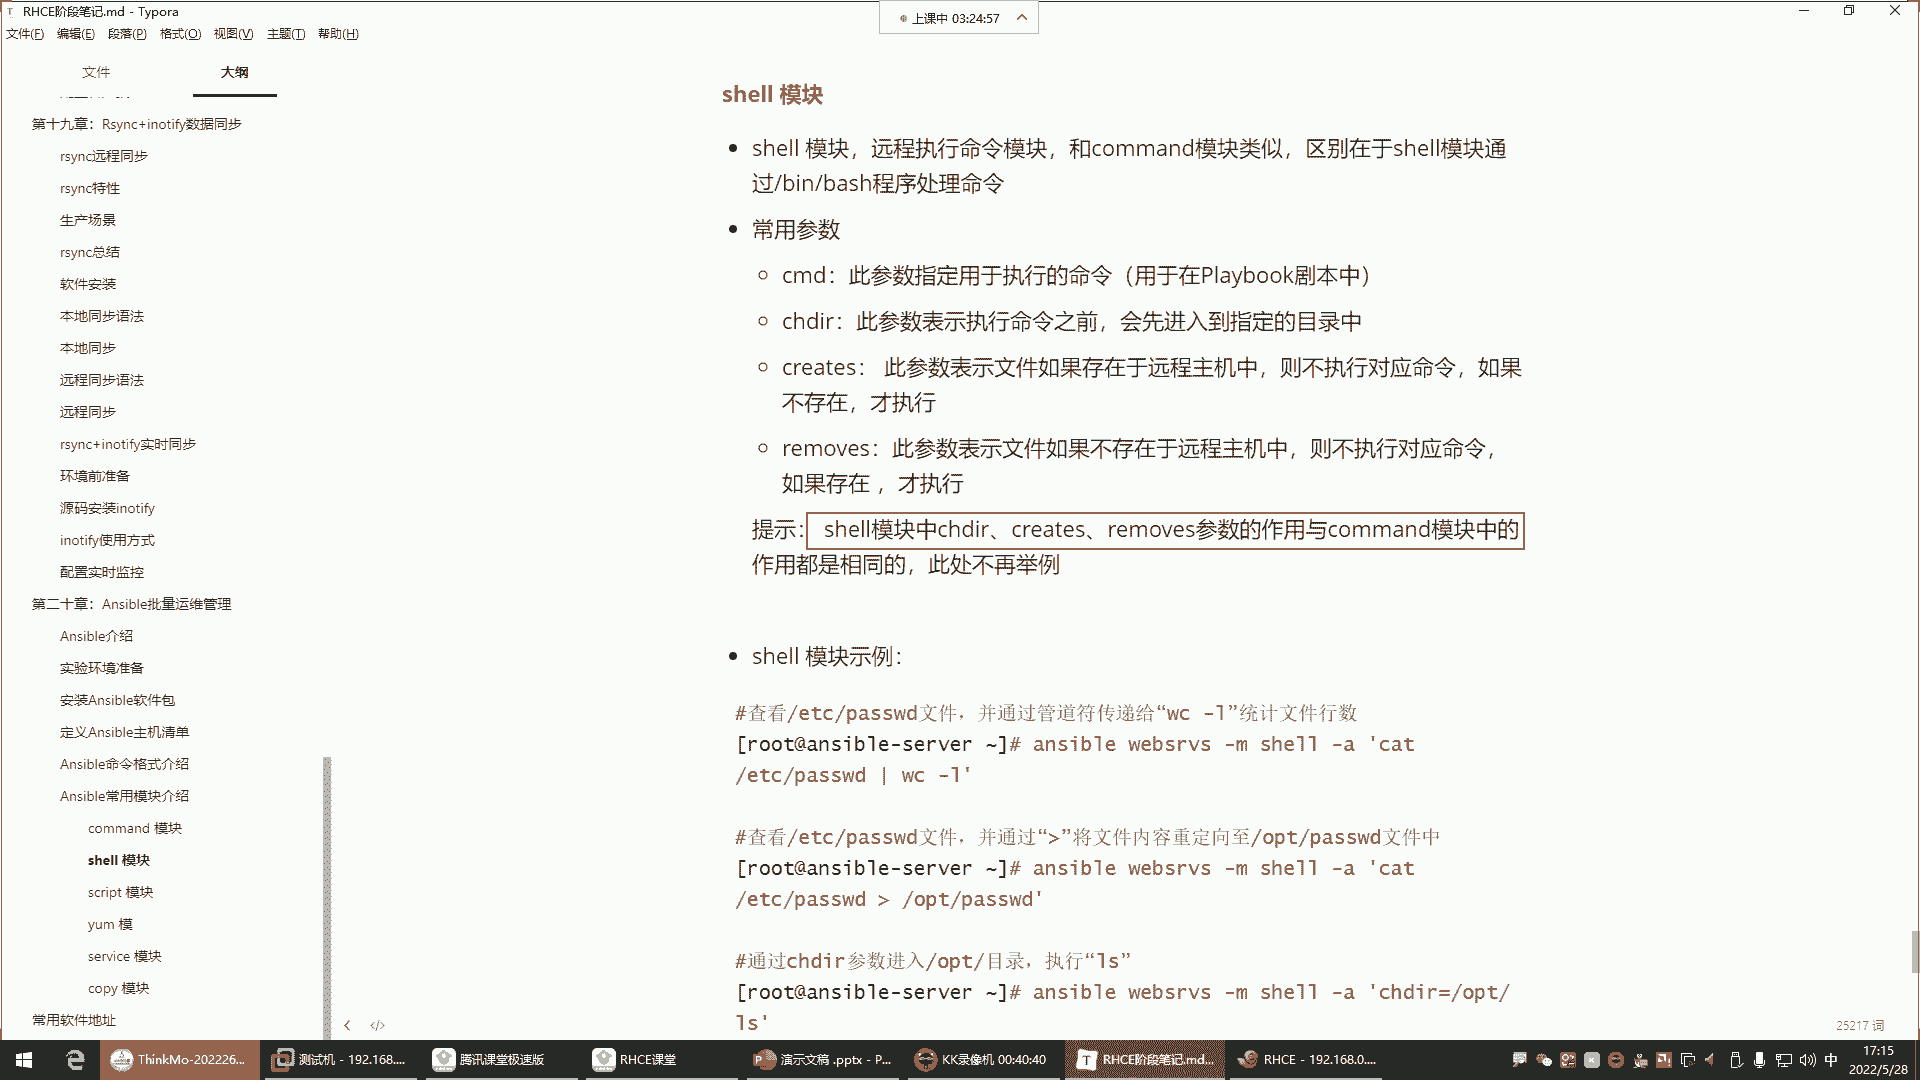 RHCE阶段笔记.md - Typora
上课中 03:24:57
文件(F) 编辑(E) 段落(P) 格式(O) 视图(V) 主题(T) 帮助(H)
文件 大纲
第十九章：Rsync+inotify数据同步
rsync远程同步
rsync特性
生产场景
rsync总结
软件安装
本地同步语法
本地同步
远程同步语法
远程同步
rsync+inotify实时同步
环境前准备
源码安装inotify
inotify使用方式
配置实时监控
第二十章：Ansible批量运维管理
Ansible介绍
实验环境准备
安装Ansible软件包
定义Ansible主机清单
Ansible命令格式介绍
Ansible常用模块介绍
command 模块
shell 模块
script 模块
yum 模
service 模块
copy 模块
常用软件地址
shell 模块
shell 模块，远程执行命令模块，和command模块类似，区别在于shell模块通
过/bin/bash程序处理命令
常用参数
cmd：此参数指定用于执行的命令（用于在Playbook剧本中）
chdir：此参数表示执行命令之前，会先进入到指定的目录中
creates： 此参数表示文件如果存在于远程主机中，则不执行对应命令，如果
不存在，才执行
removes：此参数表示文件如果不存在于远程主机中，则不执行对应命令，
如果存在 ，才执行
提示： shell模块中chdir、creates、removes参数的作用与command模块中的
作用都是相同的，此处不再举例
shell 模块示例：
#查看/etc/passwd文件，并通过管道符传递给“wc -l”统计文件行数
[root@ansible-server ~]# ansible websrvs -m shell -a 'cat
/etc/passwd | wc -l'
#查看/etc/passwd文件，并通过“>”将文件内容重定向至/opt/passwd文件中
[root@ansible-server ~]# ansible websrvs -m shell -a 'cat
/etc/passwd > /opt/passwd'
#通过chdir参数进入/opt/目录，执行“ls”
[root@ansible-server ~]# ansible websrvs -m shell -a 'chdir=/opt/
ls'
25217 词
ThinkMo-202226... 测试机 - 192.168.... 腾讯课堂极速版 RHCE课堂 演示文稿 .pptx - P... KK录像机 00:40:40 RHCE阶段笔记.md... RHCE - 192.168.0.... 中
17:15
2022/5/28